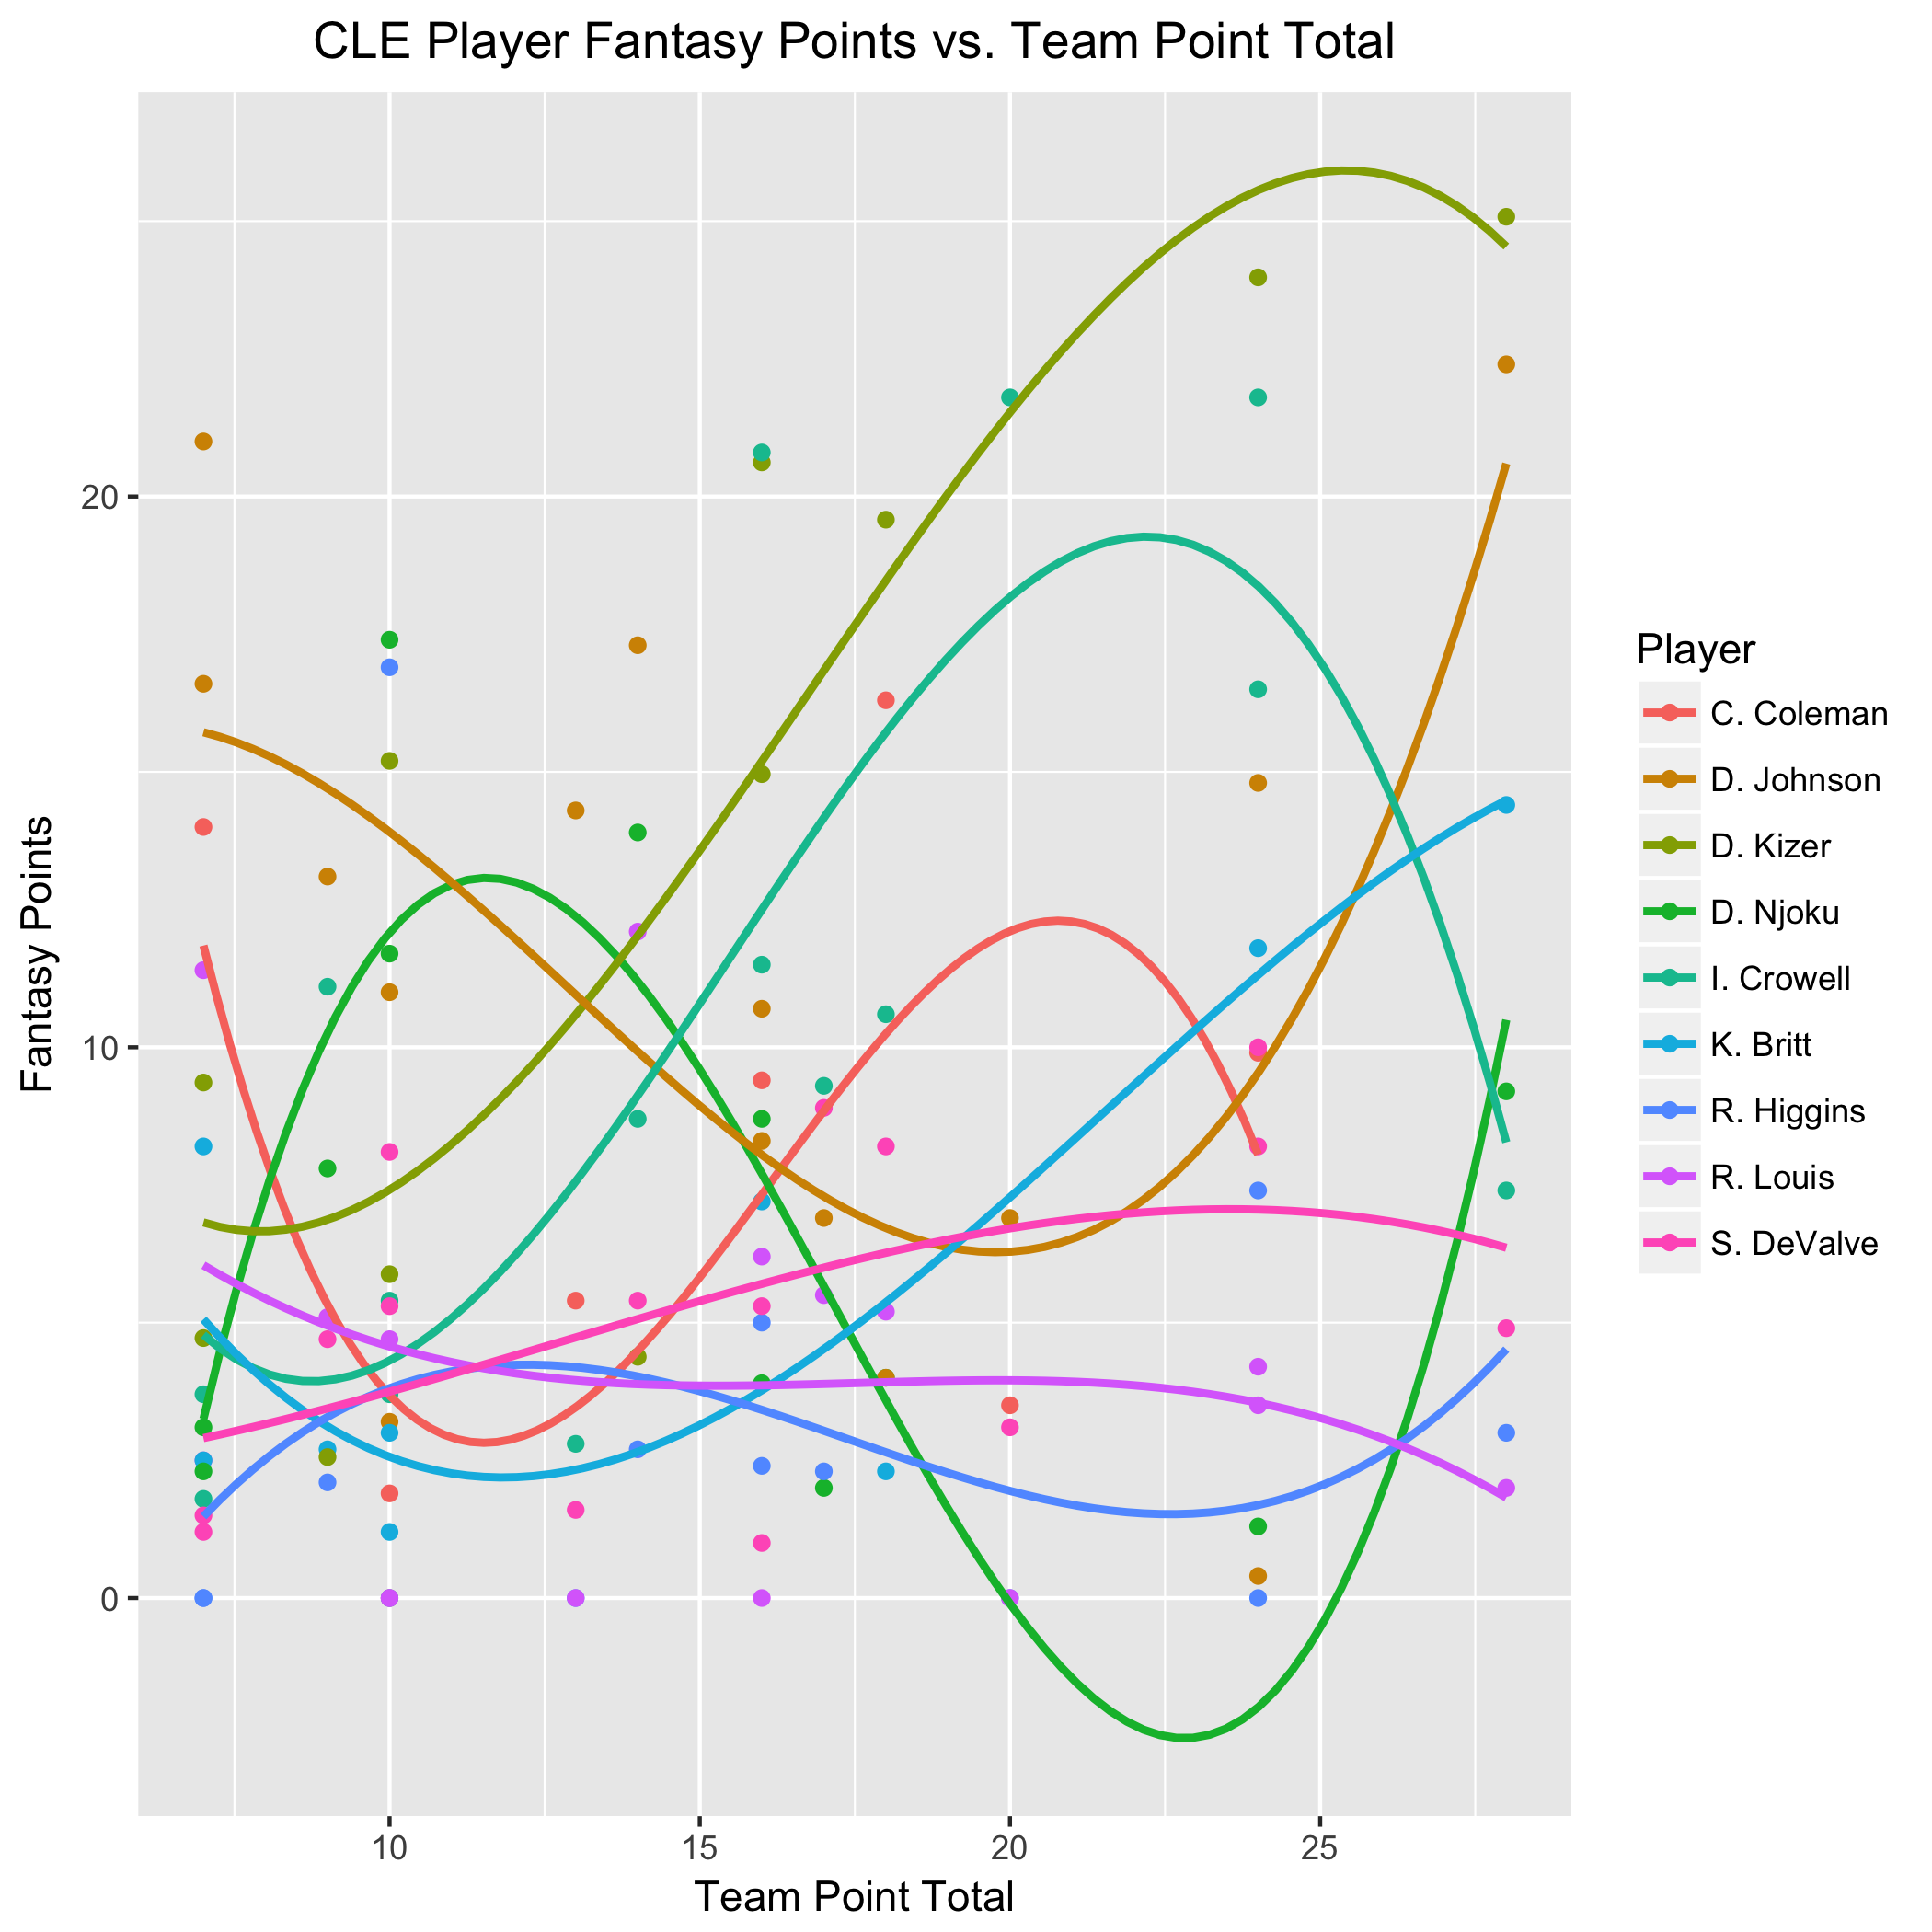 CLE Player Fantasy Points vs. Team Point Total
Fantasy Points
20
10
0
10 15 20 25
Team Point Total
Player
C. Coleman
D. Johnson
D. Kizer
D. Njoku
I. Crowell
K. Britt
R. Higgins
R. Louis
S. DeValve